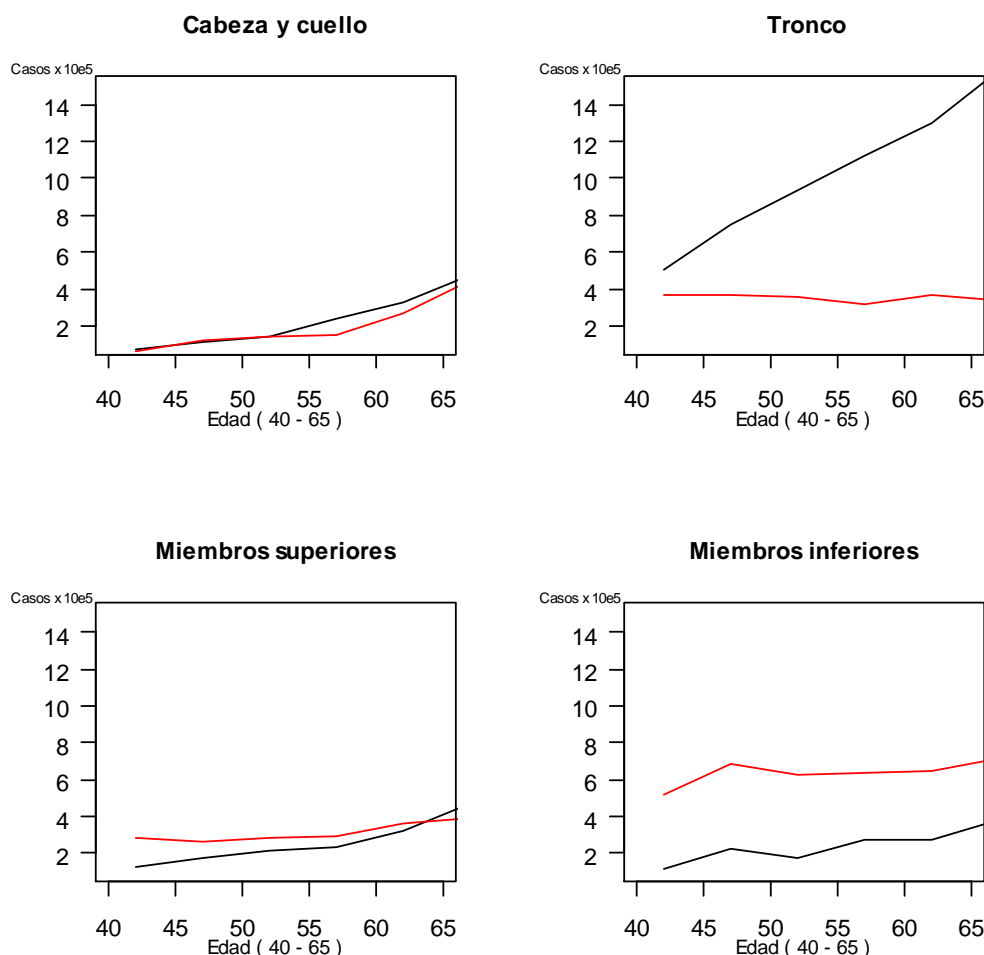 Cabeza y cuello
Casos x 10e5
14
12
10
8
6
4
2
40 45 50 55 60 65
Edad ( 40 - 65 )
Tronco
Casos x 10e5
14
12
10
8
6
4
2
40 45 50 55 60 65
Edad ( 40 - 65 )
Miembros superiores
Casos x 10e5
14
12
10
8
6
4
2
40 45 50 55 60 65
Edad ( 40 - 65 )
Miembros inferiores
Casos x 10e5
14
12
10
8
6
4
2
40 45 50 55 60 65
Edad ( 40 - 65 )